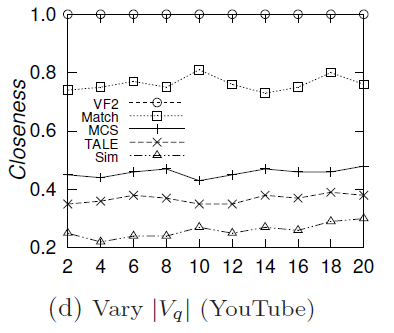 1.0
0.8
0.6
0.4
0.2
Closeness
VF2
Match
MCS
TALE
Sim
2 4 6 8 10 12 14 16 18 20
(d) Vary |Vq| (YouTube)